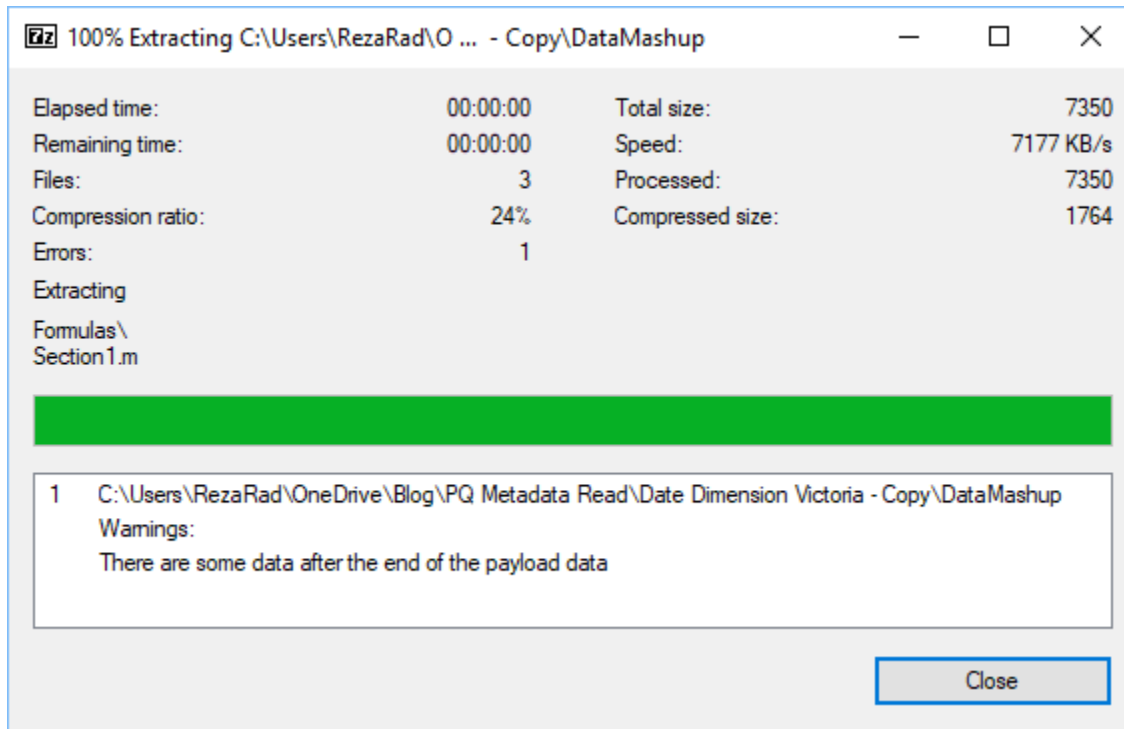 7z 100% Extracting C:\Users\RezaRad\O ... - Copy\DataMashup
Elapsed time: 00:00:00 Total size: 7350
Remaining time: 00:00:00 Speed: 7177 KB/s
Files: 3 Processed: 7350
Compression ratio: 24% Compressed size: 1764
Errors: 1
Extracting
Formulas\
Section1.m
1 C:\Users\RezaRad\OneDrive\Blog\PQ Metadata Read\Date Dimension Victoria - Copy\DataMashup
Warnings:
There are some data after the end of the payload data
Close